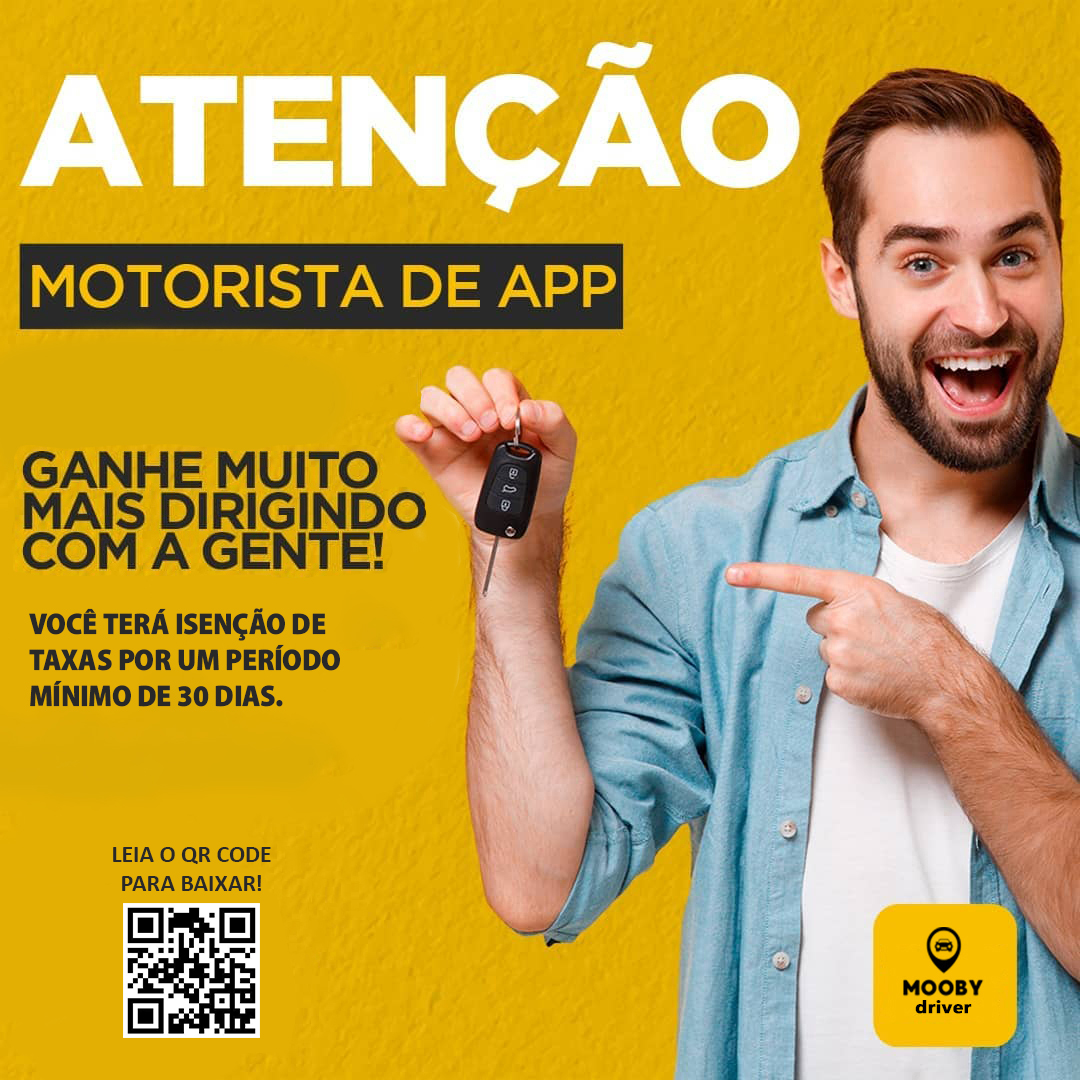 ATENÇÃO
MOTORISTA DE APP
GANHE MUITO
MAIS DIRIGINDO
COM A GENTE!
VOCÊ TERÁ ISENÇÃO DE
TAXAS POR UM PERÍODO
MÍNIMO DE 30 DIAS.
LEIA O QR CODE
PARA BAIXAR!
MOOBY
driver